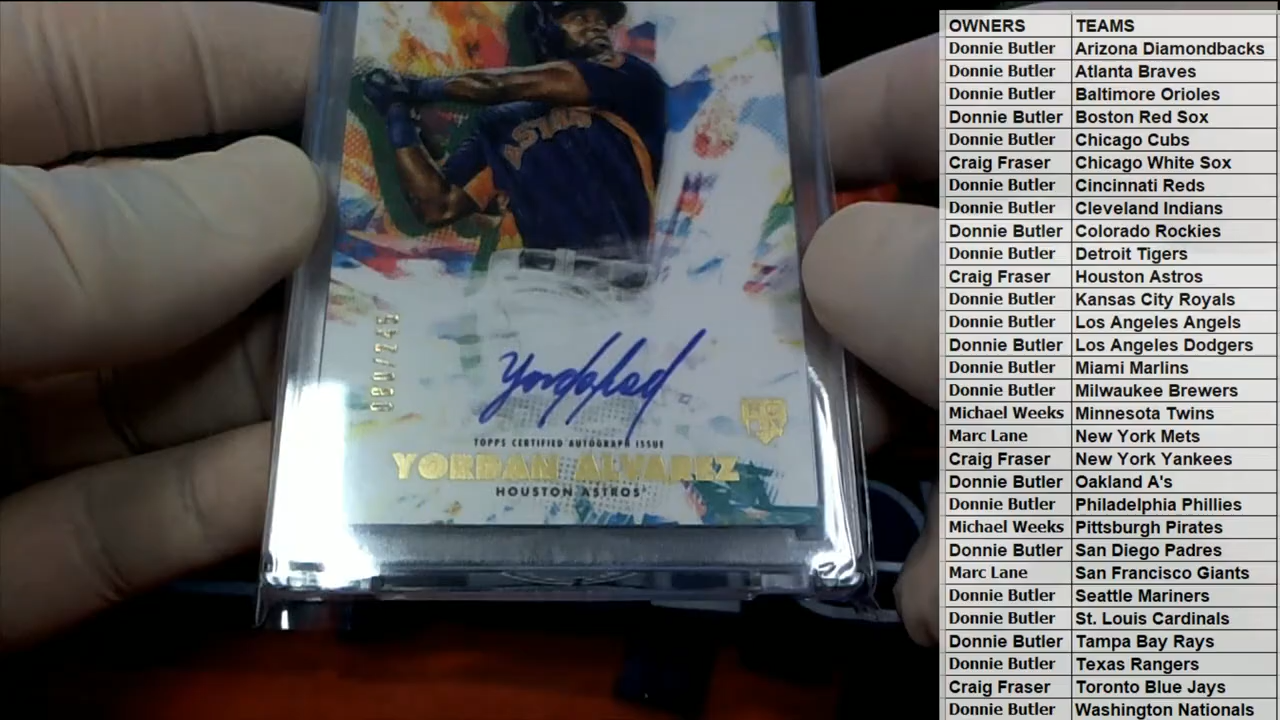 ASTROS
080/245
Yordan
TOPPS CERTIFIED AUTOGRAPH ISSUE
YORDAN ALVAREZ
HOUSTON ASTROS
OWNERS TEAMS
Donnie Butler Arizona Diamondbacks
Donnie Butler Atlanta Braves
Donnie Butler Baltimore Orioles
Donnie Butler Boston Red Sox
Donnie Butler Chicago Cubs
Craig Fraser Chicago White Sox
Donnie Butler Cincinnati Reds
Donnie Butler Cleveland Indians
Donnie Butler Colorado Rockies
Donnie Butler Detroit Tigers
Craig Fraser Houston Astros
Donnie Butler Kansas City Royals
Donnie Butler Los Angeles Angels
Donnie Butler Los Angeles Dodgers
Donnie Butler Miami Marlins
Donnie Butler Milwaukee Brewers
Michael Weeks Minnesota Twins
Marc Lane New York Mets
Craig Fraser New York Yankees
Donnie Butler Oakland A's
Donnie Butler Philadelphia Phillies
Michael Weeks Pittsburgh Pirates
Donnie Butler San Diego Padres
Marc Lane San Francisco Giants
Donnie Butler Seattle Mariners
Donnie Butler St. Louis Cardinals
Donnie Butler Tampa Bay Rays
Donnie Butler Texas Rangers
Craig Fraser Toronto Blue Jays
Donnie Butler Washington Nationals